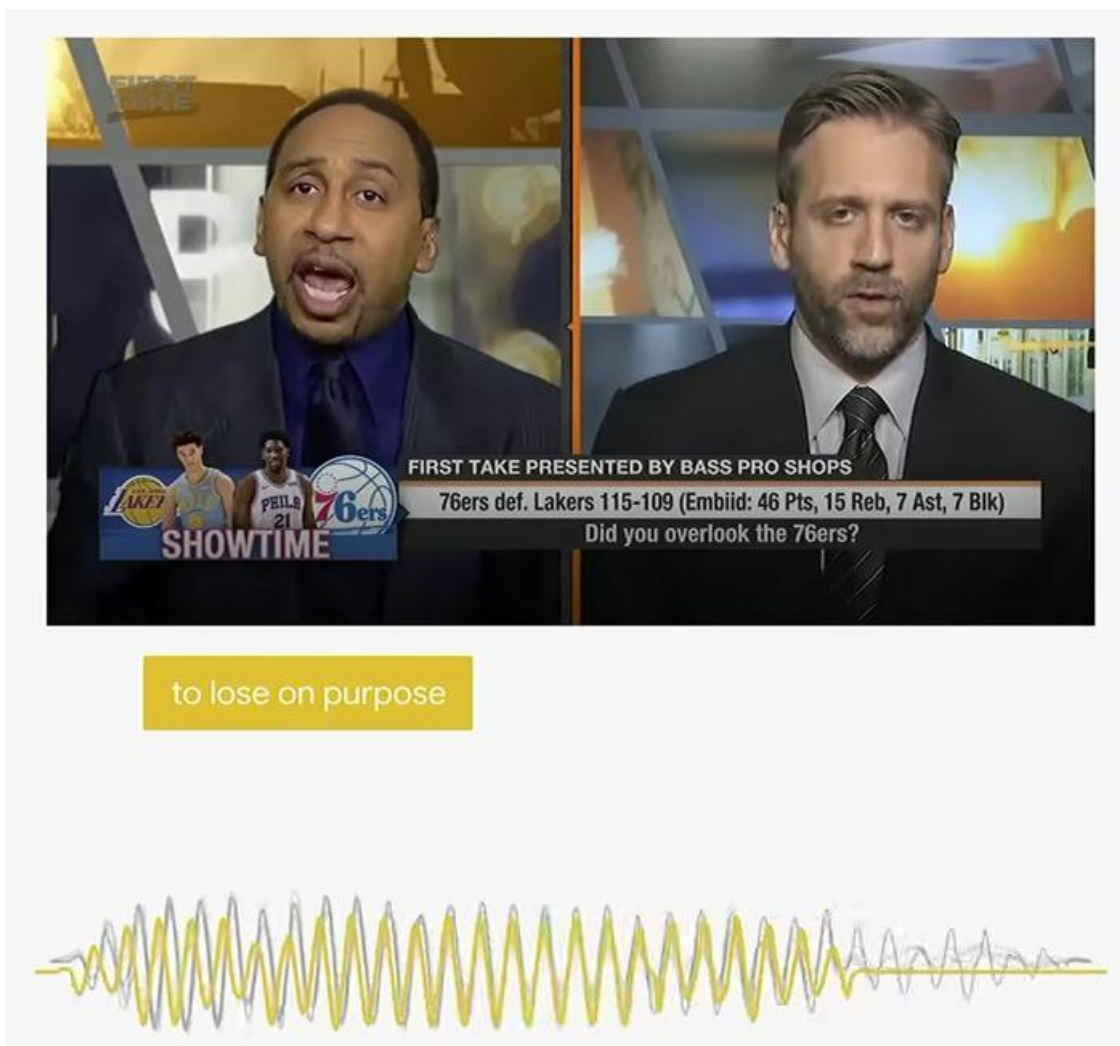 FIRST
TAKE
FIRST TAKE PRESENTED BY BASS PRO SHOPS
LAKERS
PHILA
21
76ers
SHOWTIME
76ers def. Lakers 115-109 (Embiid: 46 Pts, 15 Reb, 7 Ast, 7 Blk)
Did you overlook the 76ers?
to lose on purpose